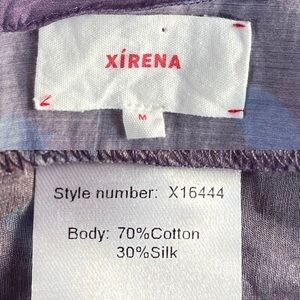 XÍRENA
M
Style number: X16444
Body: 70%Cotton
30%Silk